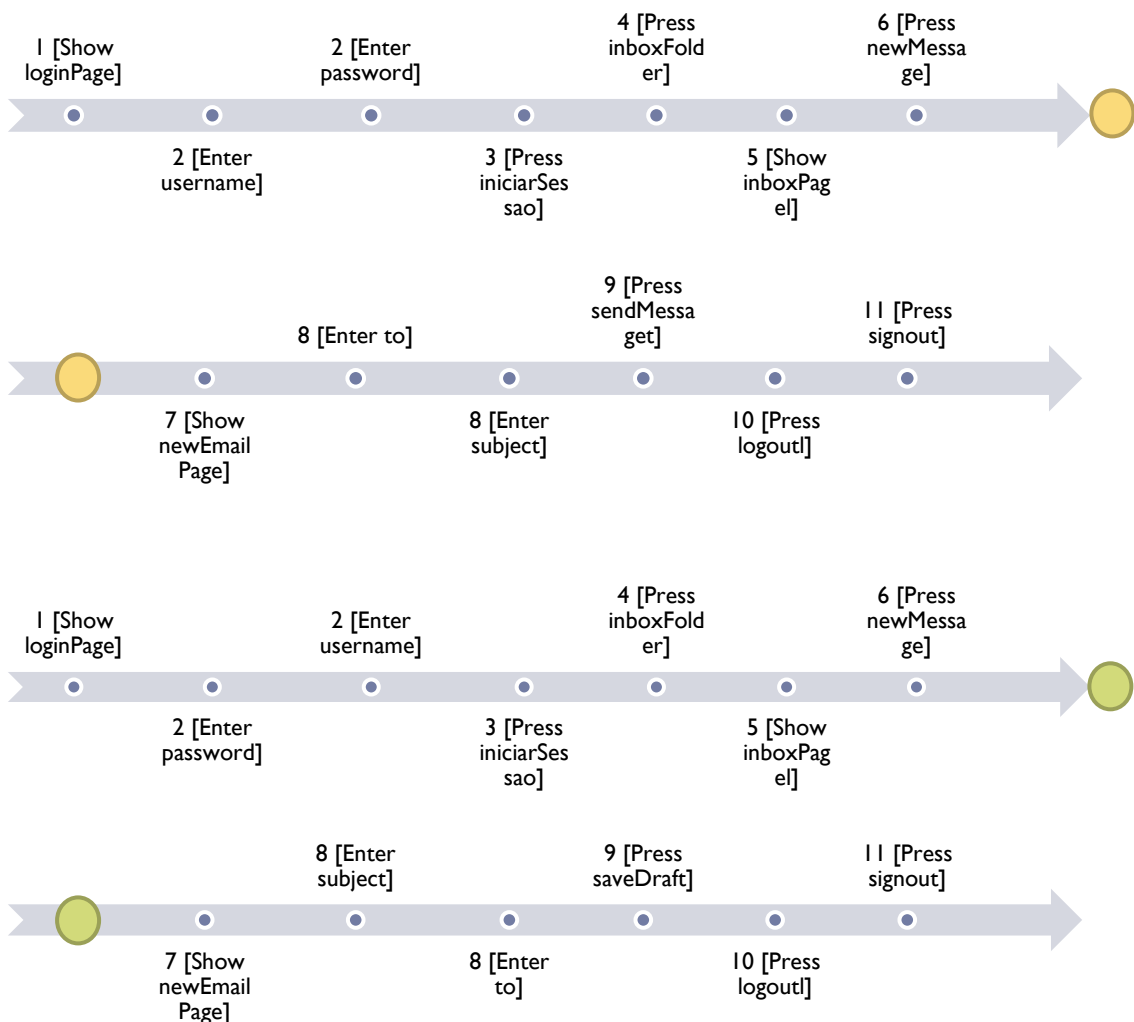 1 [Show
loginPage]
2 [Enter
username]
2 [Enter
password]
3 [Press
iniciarSes
sao]
4 [Press
inboxFold
er]
5 [Show
inboxPag
el]
6 [Press
newMessa
ge]
7 [Show
newEmail
Page]
8 [Enter to]
8 [Enter
subject]
9 [Press
sendMessa
get]
10 [Press
logoutl]
11 [Press
signout]
1 [Show
loginPage]
2 [Enter
password]
2 [Enter
username]
3 [Press
iniciarSes
sao]
4 [Press
inboxFold
er]
5 [Show
inboxPag
el]
6 [Press
newMessa
ge]
7 [Show
newEmail
Page]
8 [Enter
subject]
8 [Enter
to]
9 [Press
saveDraft]
10 [Press
logoutl]
11 [Press
signout]